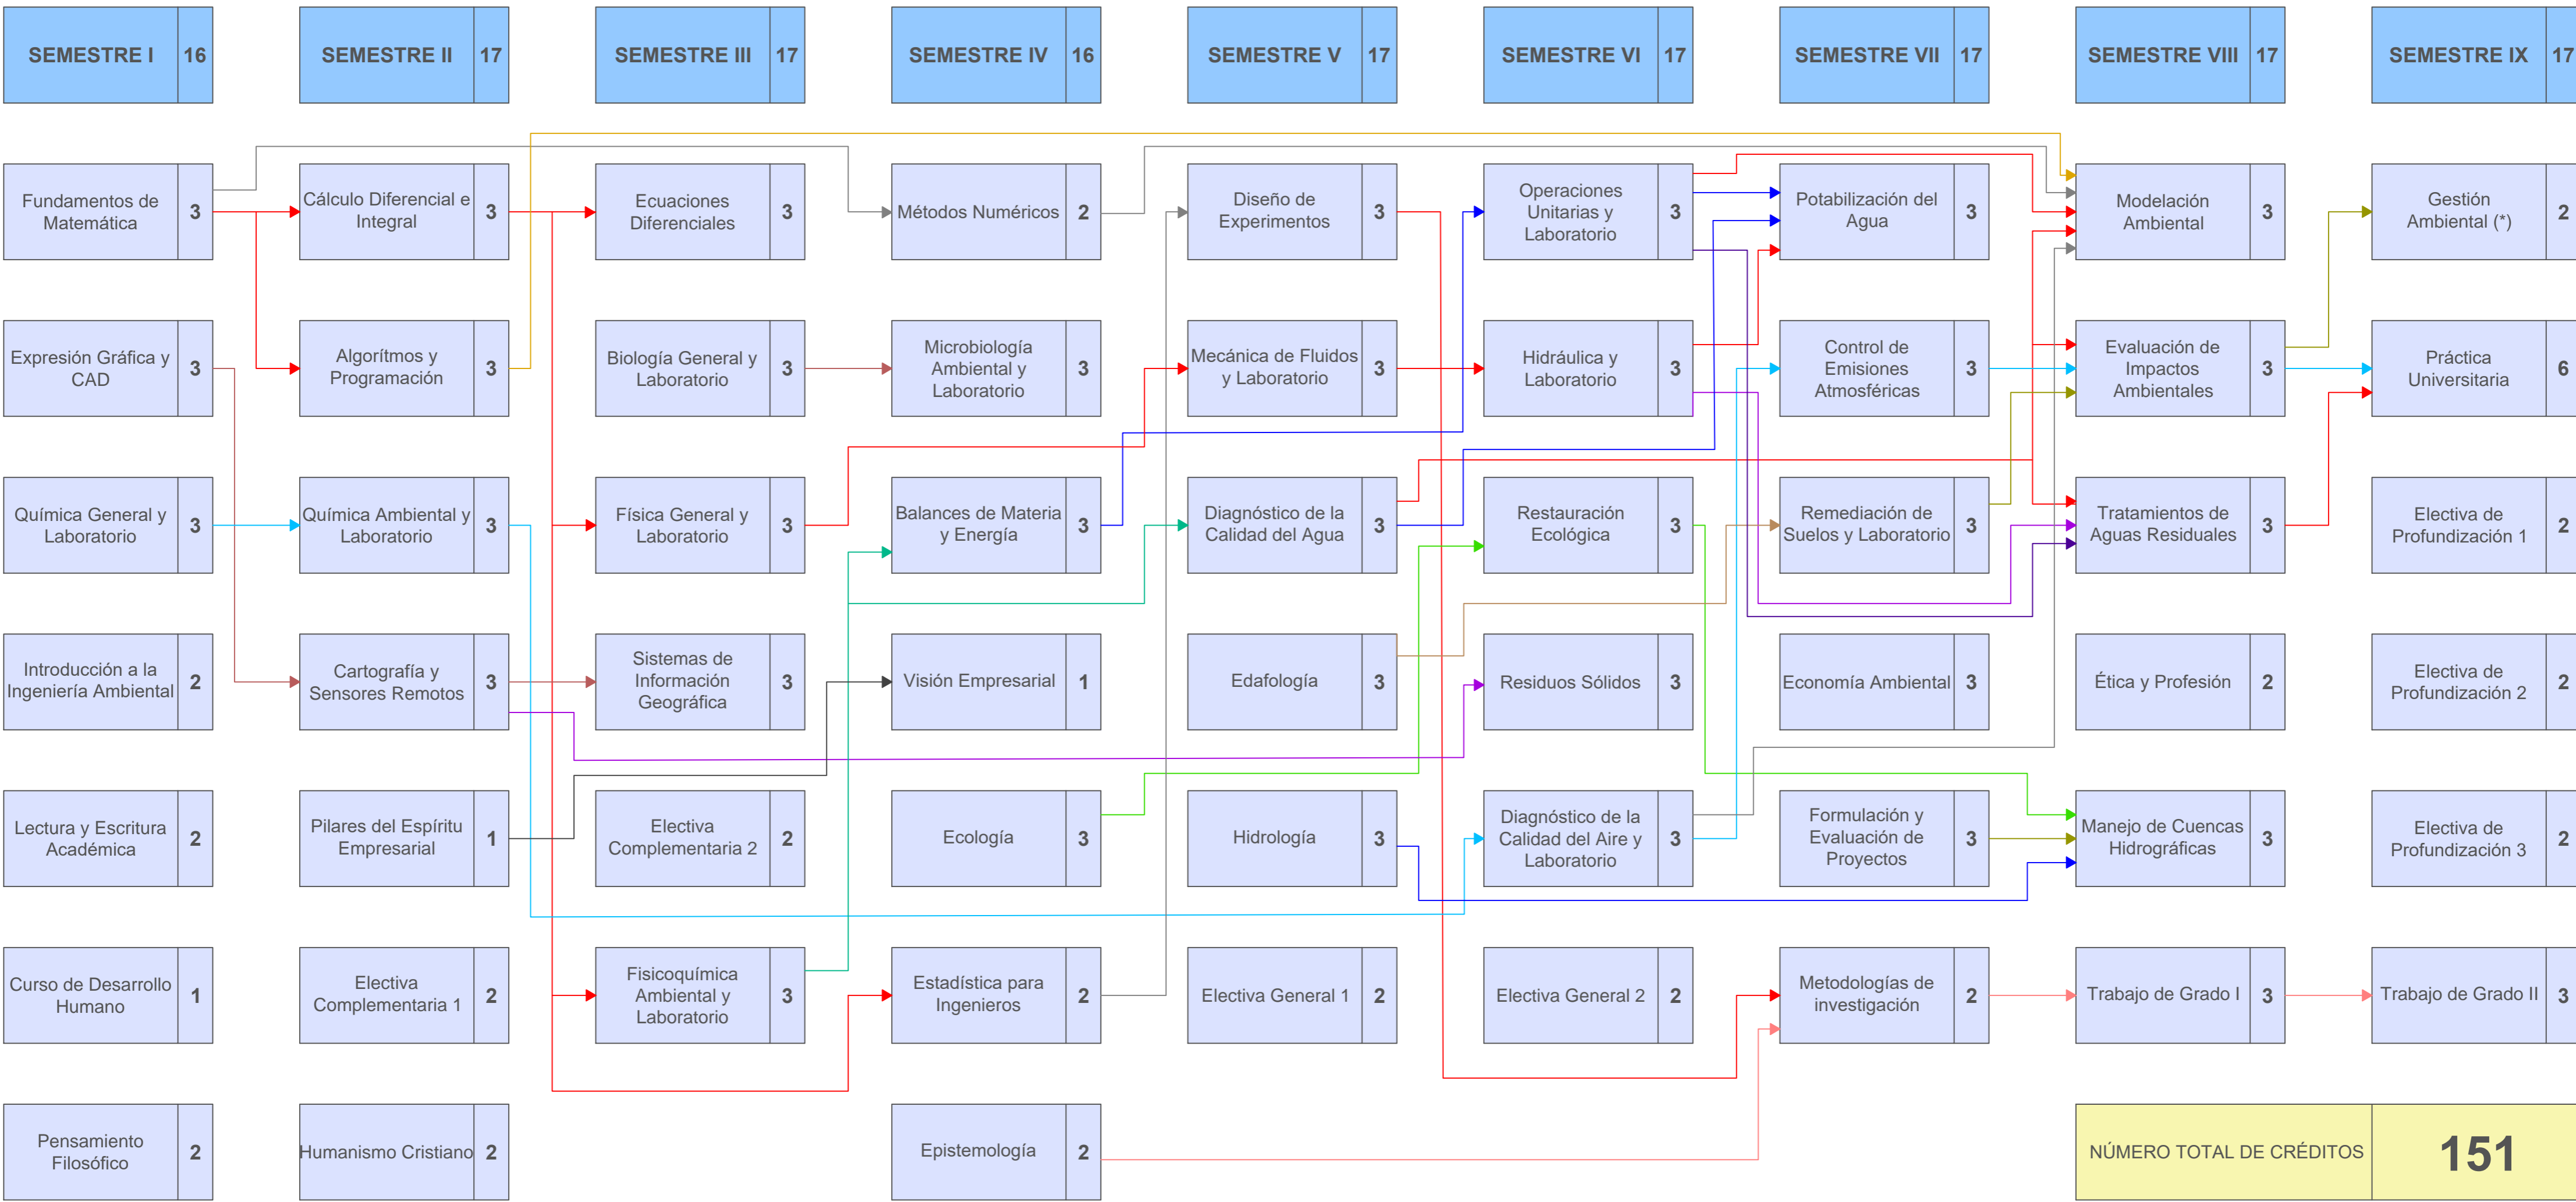 SEMESTRE I 16 SEMESTRE II 17 SEMESTRE III 17 SEMESTRE IV 16 SEMESTRE V 17 SEMESTRE VI 17 SEMESTRE VII 17 SEMESTRE VIII 17 SEMESTRE IX 17
Fundamentos de
Matemática
3
Cálculo Diferencial e
Integral
3
Ecuaciones
Diferenciales
3
Métodos Numéricos
2
Diseño de
Experimentos
3
Operaciones
Unitarias y
Laboratorio
3
Potabilización del
Agua
3
Modelación
Ambiental
3
Gestión
Ambiental (*)
2
Expresión Gráfica y
CAD
3
Algorítmos y
Programación
3
Biología General y
Laboratorio
3
Microbiología
Ambiental y
Laboratorio
3
Mecánica de Fluidos
y Laboratorio
3
Hidráulica y
Laboratorio
3
Control de
Emisiones
Atmosféricas
3
Evaluación de
Impactos
Ambientales
3
Práctica
Universitaria
6
Química General y
Laboratorio
3
Química Ambiental y
Laboratorio
3
Física General y
Laboratorio
3
Balances de Materia
y Energía
3
Diagnóstico de la
Calidad del Agua
3
Restauración
Ecológica
3
Remediación de
Suelos y Laboratorio
3
Tratamientos de
Aguas Residuales
3
Electiva de
Profundización 1
2
Introducción a la
Ingeniería Ambiental
2
Cartografía y
Sensores Remotos
3
Sistemas de
Información
Geográfica
3
Visión Empresarial
1
Edafología
3
Residuos Sólidos
3
Economía Ambiental
3
Ética y Profesión
2
Electiva de
Profundización 2
2
Lectura y Escritura
Académica
2
Pilares del Espíritu
Empresarial
1
Electiva
Complementaria 2
2
Ecología
3
Hidrología
3
Diagnóstico de la
Calidad del Aire y
Laboratorio
3
Formulación y
Evaluación de
Proyectos
3
Manejo de Cuencas
Hidrográficas
3
Electiva de
Profundización 3
2
Curso de Desarrollo
Humano
1
Electiva
Complementaria 1
2
Fisicoquímica
Ambiental y
Laboratorio
3
Estadística para
Ingenieros
2
Electiva General 1
2
Electiva General 2
2
Metodologías de
investigación
2
Trabajo de Grado I
3
Trabajo de Grado II
3
Pensamiento
Filosófico
2
Humanismo Cristiano
2
Epistemología
2
NÚMERO TOTAL DE CRÉDITOS 151